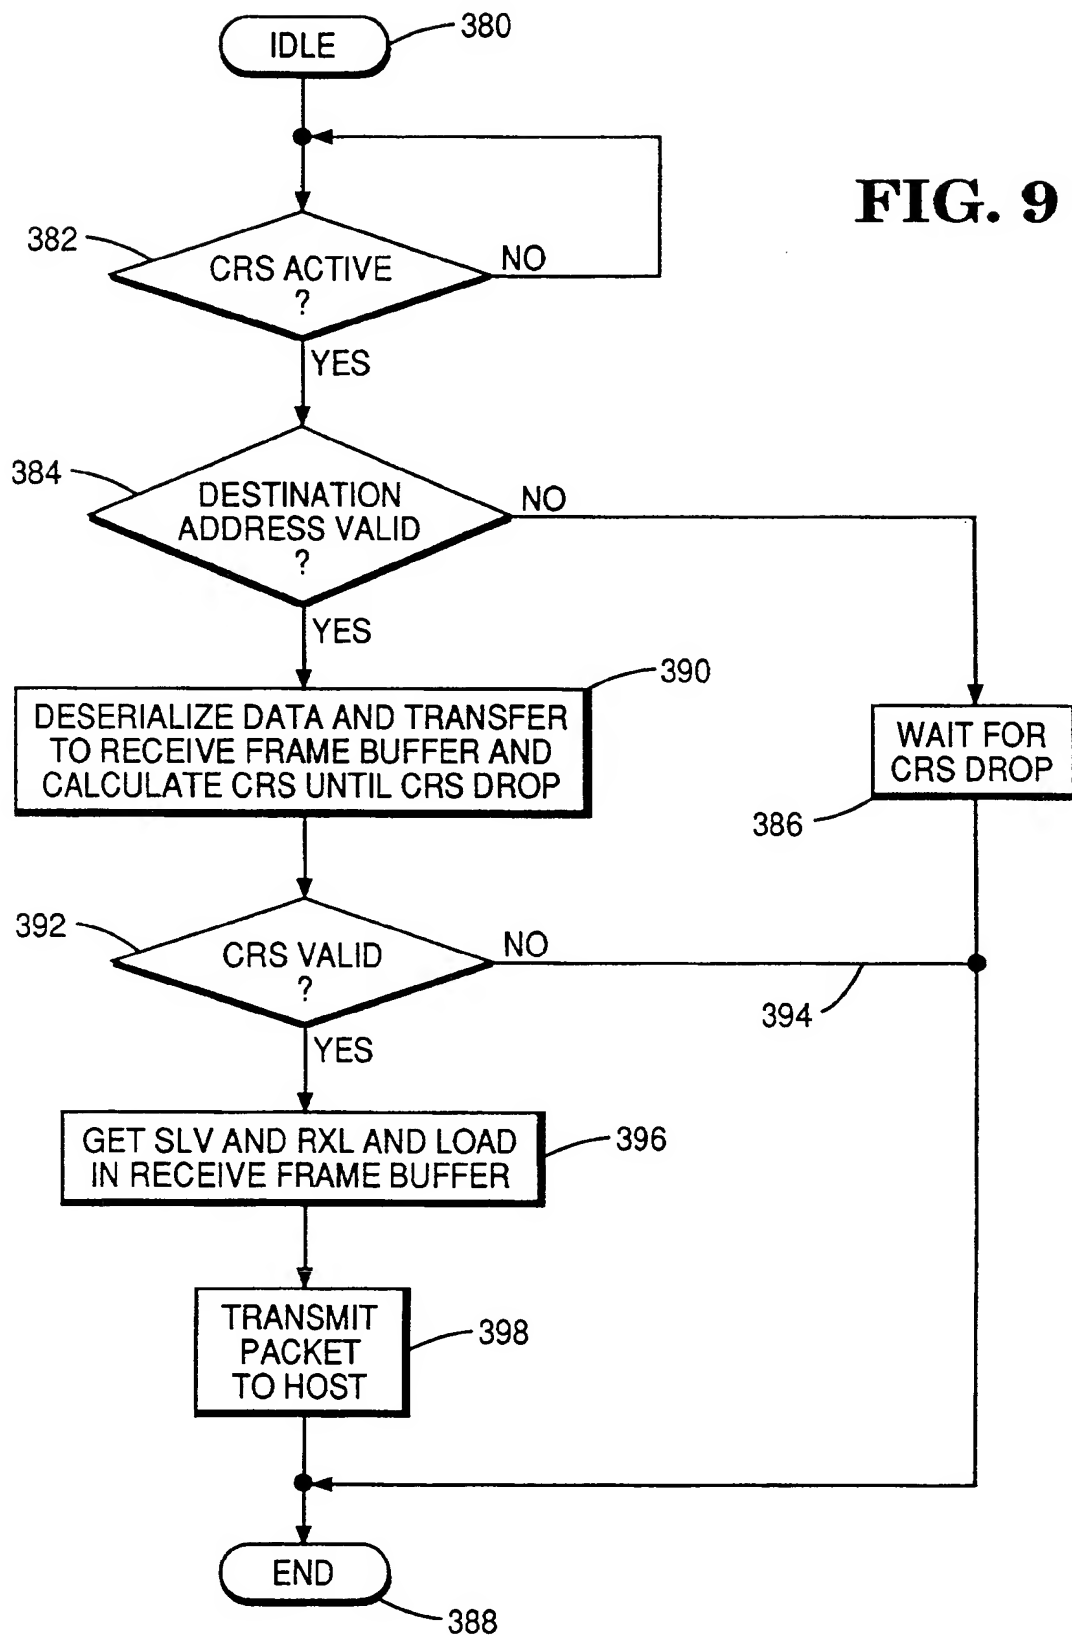 IDLE
380
FIG. 9
382
CRS ACTIVE
?
NO
YES
384
DESTINATION
ADDRESS VALID
?
NO
YES
390
DESERIALIZE DATA AND TRANSFER
TO RECEIVE FRAME BUFFER AND
CALCULATE CRS UNTIL CRS DROP
WAIT FOR
CRS DROP
386
392
CRS VALID
?
NO
394
YES
GET SLV AND RXL AND LOAD
IN RECEIVE FRAME BUFFER
396
TRANSMIT
PACKET
TO HOST
398
END
388